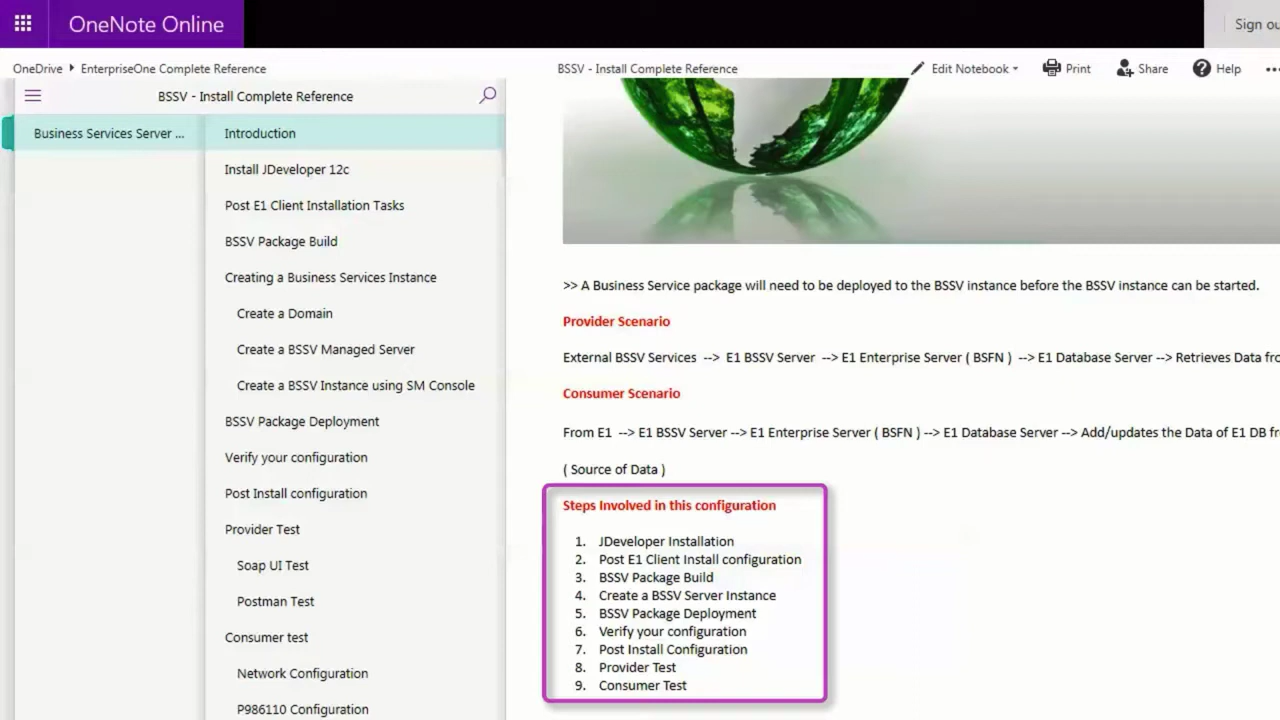 OneNote Online
Sign ou
OneDrive ▸ EnterpriseOne Complete Reference
BSSV - Install Complete Reference
Edit Notebook
Print
Share
Help
BSSV - Install Complete Reference
Business Services Server ...
Introduction
Install JDeveloper 12c
Post E1 Client Installation Tasks
BSSV Package Build
Creating a Business Services Instance
Create a Domain
Create a BSSV Managed Server
Create a BSSV Instance using SM Console
BSSV Package Deployment
Verify your configuration
Post Install configuration
Provider Test
Soap UI Test
Postman Test
Consumer test
Network Configuration
P986110 Configuration
>> A Business Service package will need to be deployed to the BSSV instance before the BSSV instance can be started.
Provider Scenario
External BSSV Services --> E1 BSSV Server --> E1 Enterprise Server ( BSFN ) --> E1 Database Server --> Retrieves Data fro
Consumer Scenario
From E1 --> E1 BSSV Server --> E1 Enterprise Server ( BSFN ) --> E1 Database Server --> Add/updates the Data of E1 DB fr
( Source of Data )
Steps Involved in this configuration
1. JDeveloper Installation
2. Post E1 Client Install configuration
3. BSSV Package Build
4. Create a BSSV Server Instance
5. BSSV Package Deployment
6. Verify your configuration
7. Post Install Configuration
8. Provider Test
9. Consumer Test